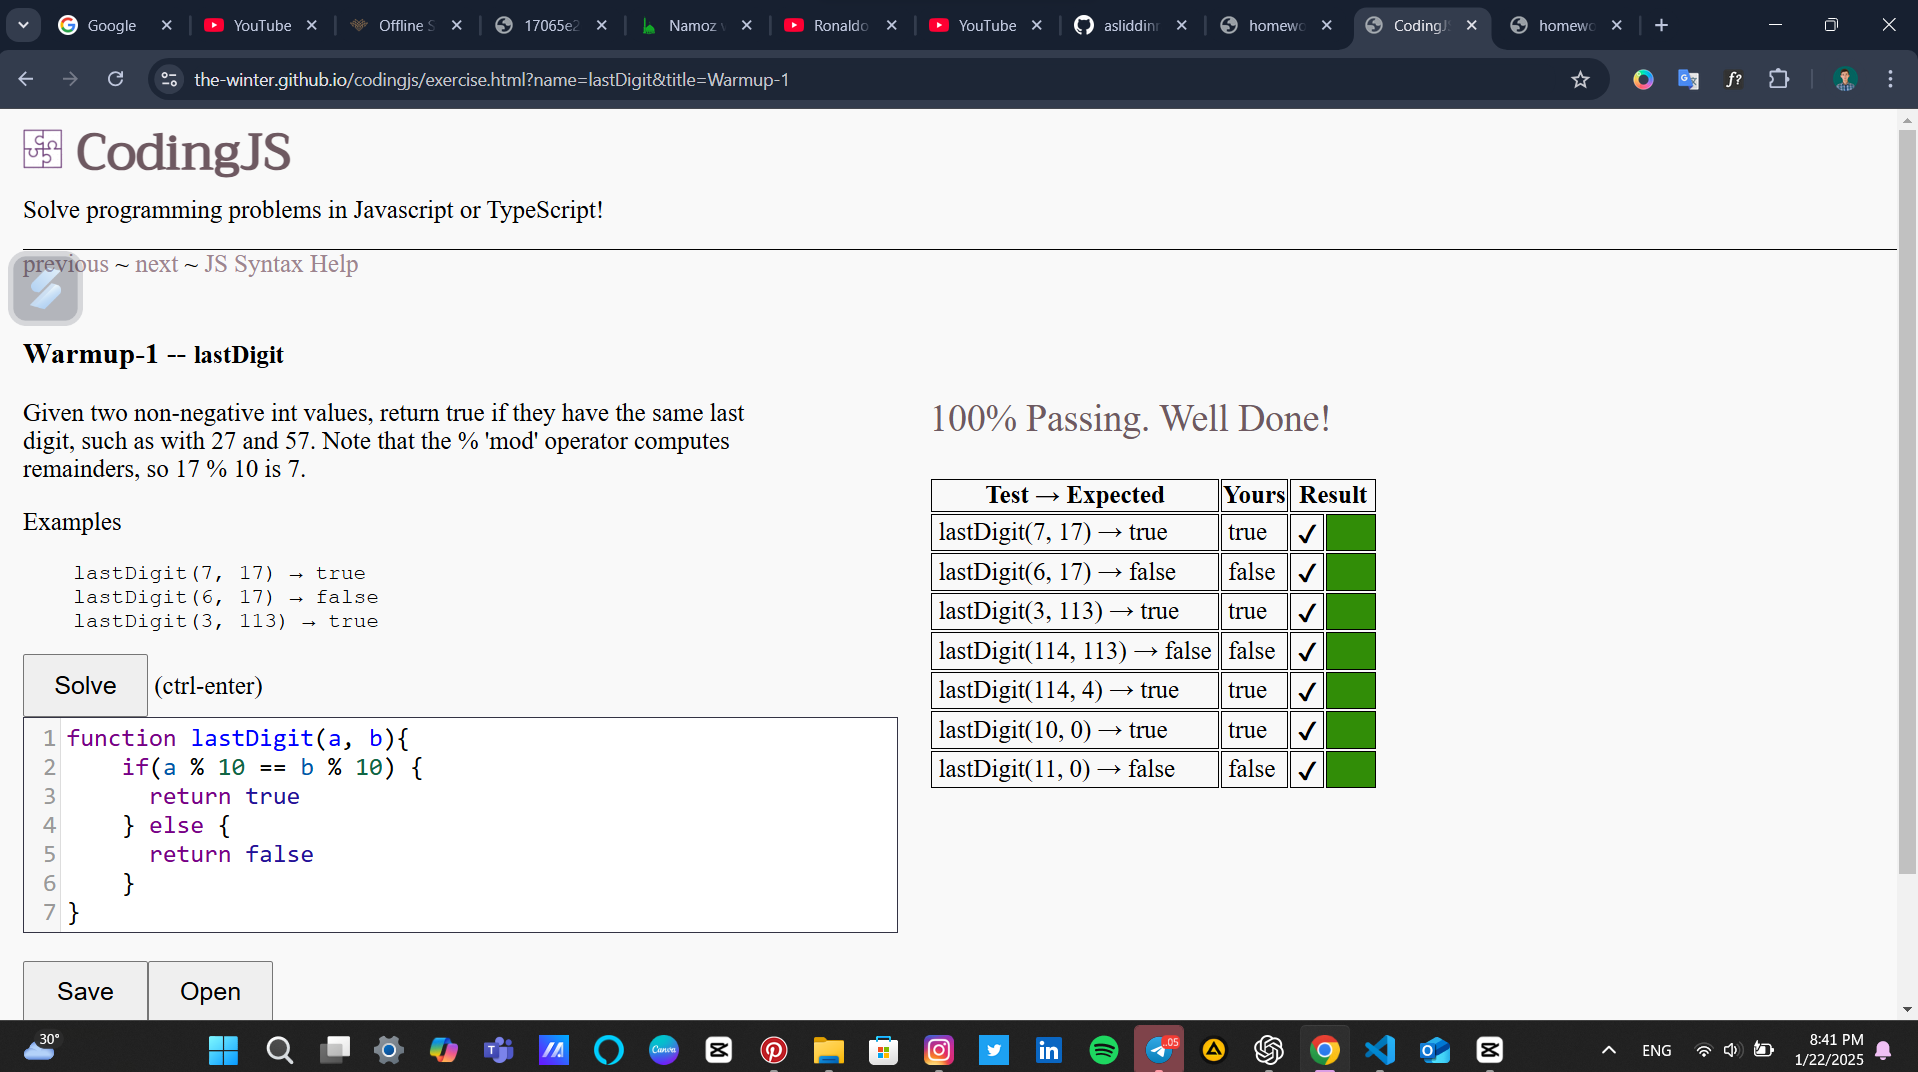 Google
YouTube
Offline S
17065e2
Namoz v
Ronaldo
YouTube
asliddinr
homewo
CodingJS
homewo
the-winter.github.io/codingjs/exercise.html?name=lastDigit&title=Warmup-1
CodingJS
Solve programming problems in Javascript or TypeScript!
previous ~ next ~ JS Syntax Help
Warmup-1 -- lastDigit
Given two non-negative int values, return true if they have the same last
digit, such as with 27 and 57. Note that the % 'mod' operator computes
remainders, so 17 % 10 is 7.
Examples
lastDigit(7, 17) → true
lastDigit(6, 17) → false
lastDigit(3, 113) → true
Solve (ctrl-enter)
1 function lastDigit(a, b){
2 if(a % 10 == b % 10) {
3 return true
4 } else {
5 return false
6 }
7 }
Save Open
100% Passing. Well Done!
Test → Expected Yours Result
lastDigit(7, 17) → true true ✓
lastDigit(6, 17) → false false ✓
lastDigit(3, 113) → true true ✓
lastDigit(114, 113) → false false ✓
lastDigit(114, 4) → true true ✓
lastDigit(10, 0) → true true ✓
lastDigit(11, 0) → false false ✓
30°
Canva
..05
ENG
8:41 PM
1/22/2025